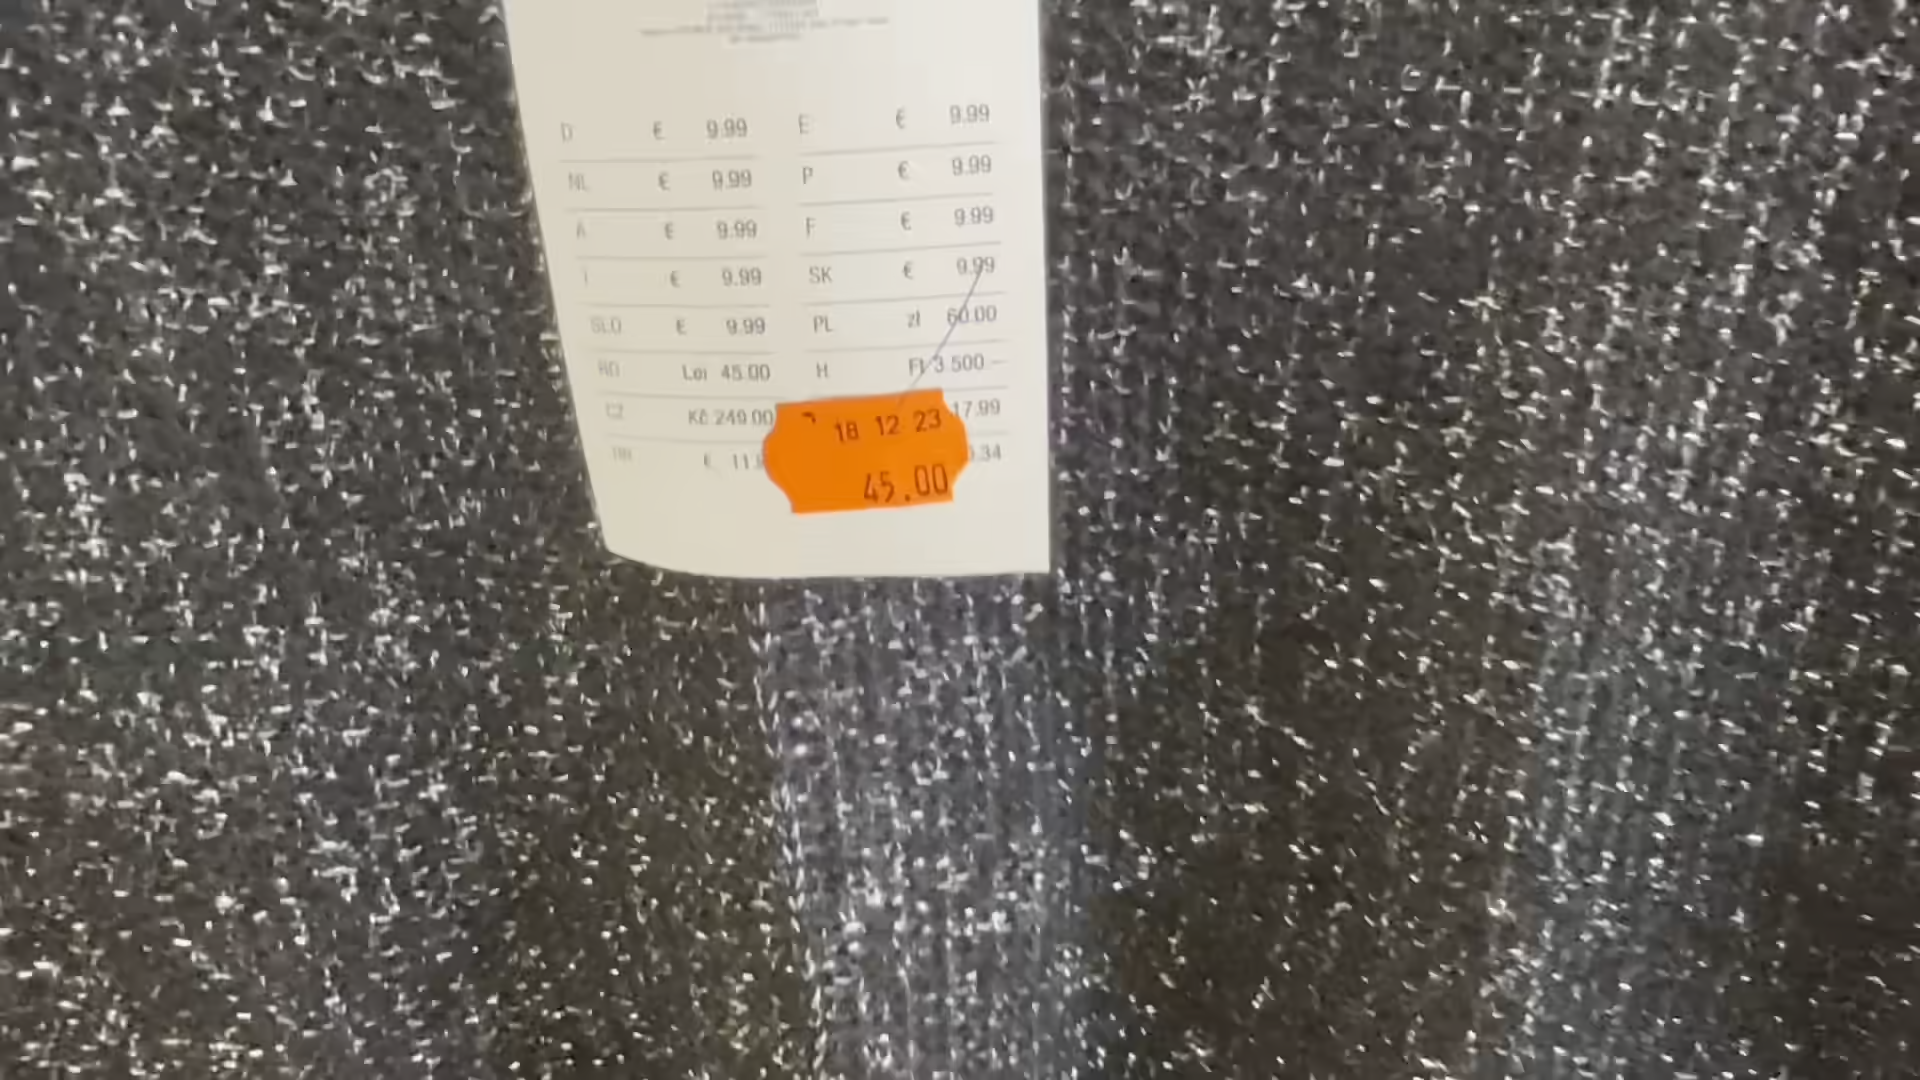 D € 9.99 E € 9.99
NL € 9.99 P € 9.99
A € 9.99 F € 9.99
I € 9.99 SK € 9.99
SLO € 9.99 PL zł 60.00
RO Lei 45.00 H Ft 3 500.–
CZ Kč 249.00 17.99
€ 11
18 12 23
45.00